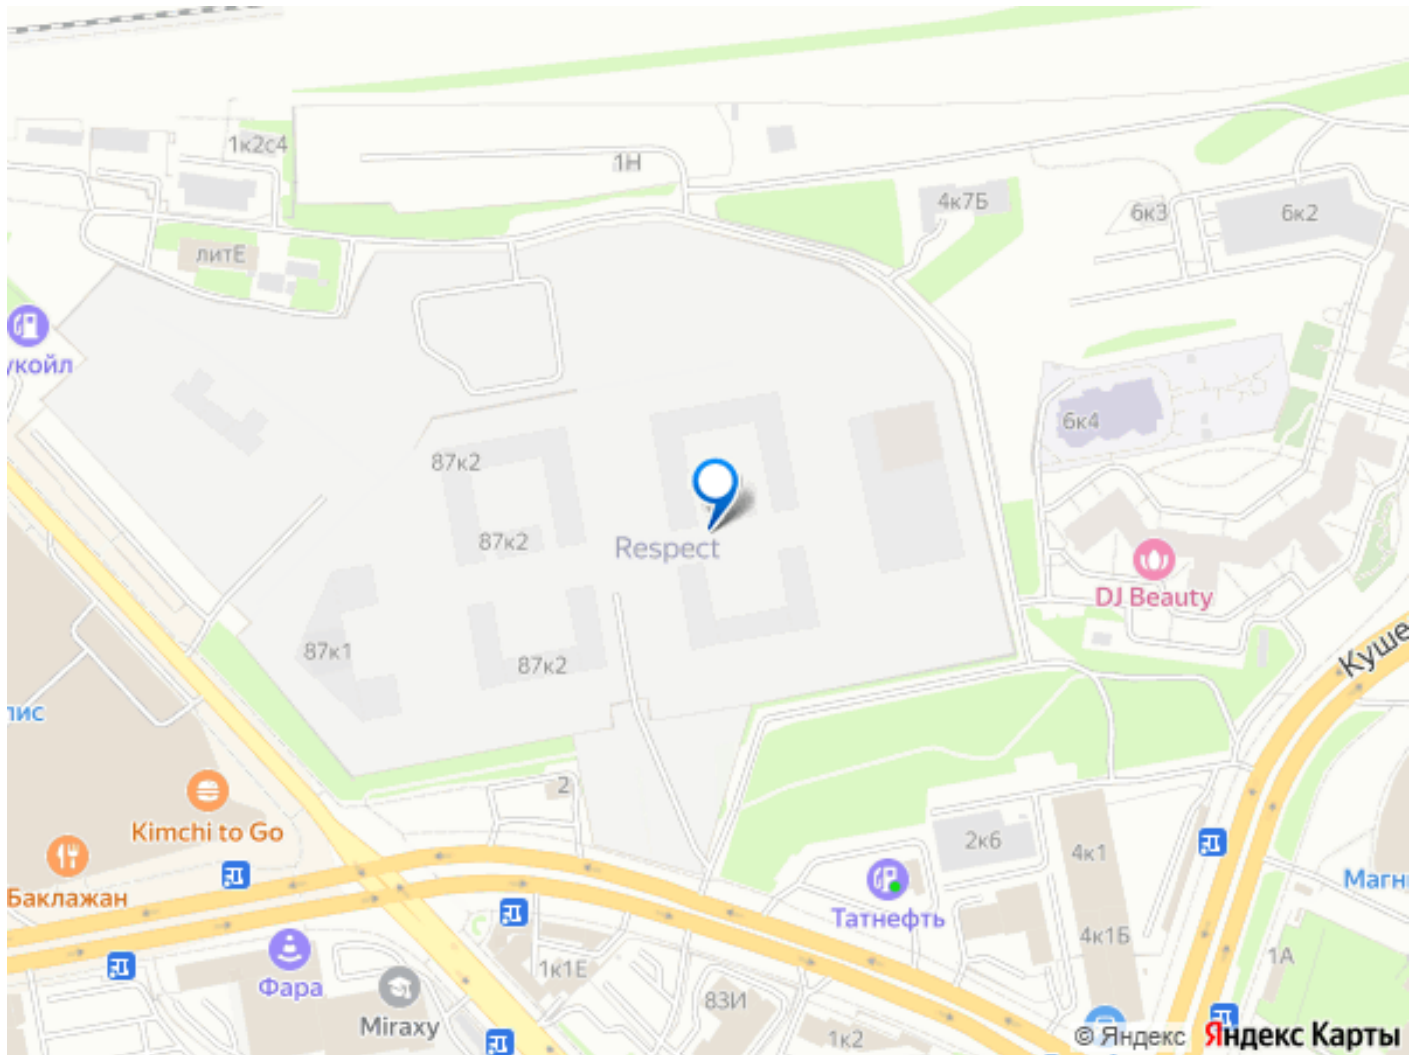 1к2с4
1Н
4к7Б
6к3
6к2
литЕ
укойл
6к4
87к2
87к2
Respect
DJ Beauty
87к1
87к2
Куше
лис
2
Kimchi to Go
2к6
4к1
Баклажан
Татнефть
Магн
4к1Б
1А
1к1Е
Фара
83И
Miraxy
1к2
© Яндекс Яндекс Карты